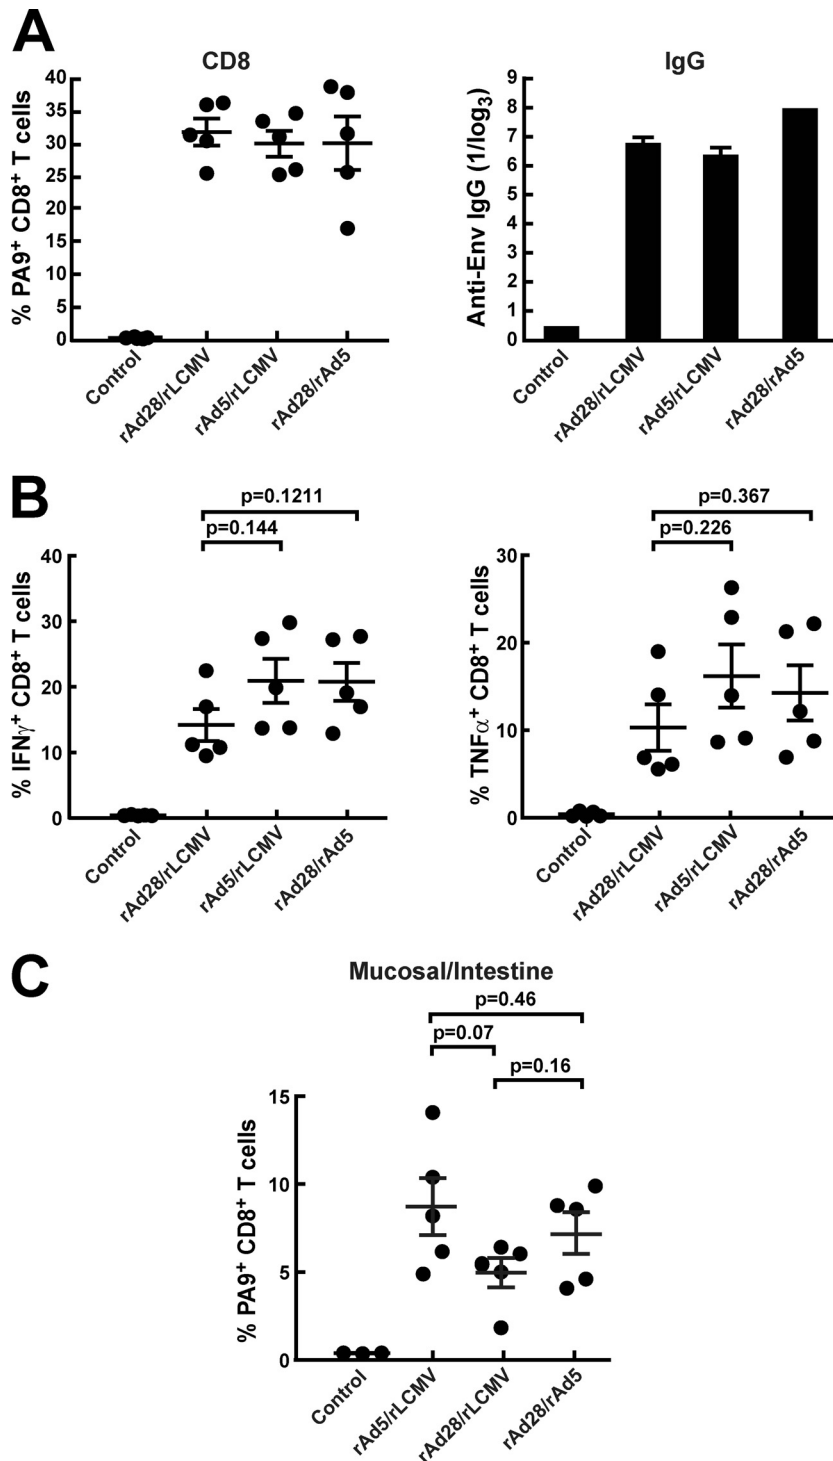 A
CD8
% PA9⁺ CD8⁺ T cells
40
35
30
25
20
15
10
5
0
Control
rAd28/rLCMV
rAd5/rLCMV
rAd28/rAd5
IgG
Anti-Env IgG (1/log₃)
9
8
7
6
5
4
3
2
1
0
Control
rAd28/rLCMV
rAd5/rLCMV
rAd28/rAd5
B
p=0.1211
p=0.144
% IFNγ⁺ CD8⁺ T cells
40
30
20
10
0
Control
rAd28/rLCMV
rAd5/rLCMV
rAd28/rAd5
p=0.367
p=0.226
% TNFα⁺ CD8⁺ T cells
30
20
10
0
Control
rAd28/rLCMV
rAd5/rLCMV
rAd28/rAd5
C
Mucosal/Intestine
p=0.46
p=0.07
p=0.16
% PA9⁺ CD8⁺ T cells
15
10
5
0
Control
rAd5/rLCMV
rAd28/rLCMV
rAd28/rAd5